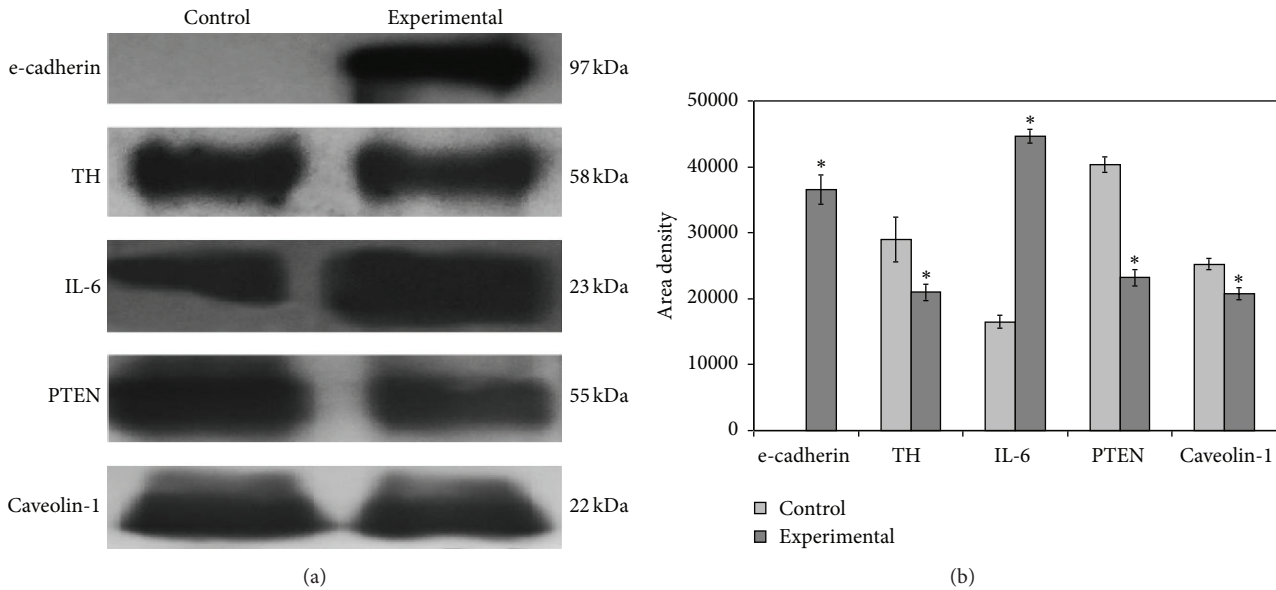 Control Experimental
e-cadherin 97 kDa
TH 58 kDa
IL-6 23 kDa
PTEN 55 kDa
Caveolin-1 22 kDa
(a)
50000
40000
30000
20000
10000
0
Area density
*
*
*
*
*
e-cadherin TH IL-6 PTEN Caveolin-1
Control
Experimental
(b)